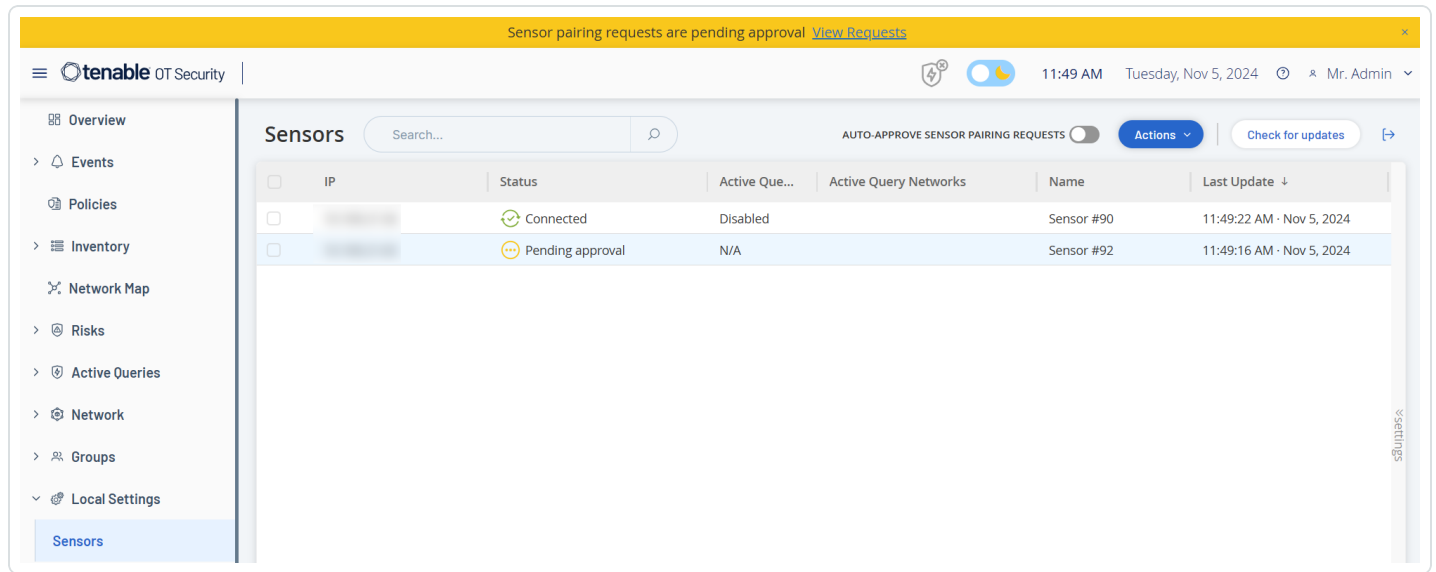 Sensor pairing requests are pending approval View Requests ×
tenable OT Security
11:49 AM Tuesday, Nov 5, 2024 Mr. Admin
Overview
Events
Policies
Inventory
Network Map
Risks
Active Queries
Network
Groups
Local Settings
Sensors
Sensors Search... AUTO-APPROVE SENSOR PAIRING REQUESTS Actions Check for updates
IP Status Active Que... Active Query Networks Name Last Update ↓
Connected Disabled Sensor #90 11:49:22 AM · Nov 5, 2024
Pending approval N/A Sensor #92 11:49:16 AM · Nov 5, 2024
settings